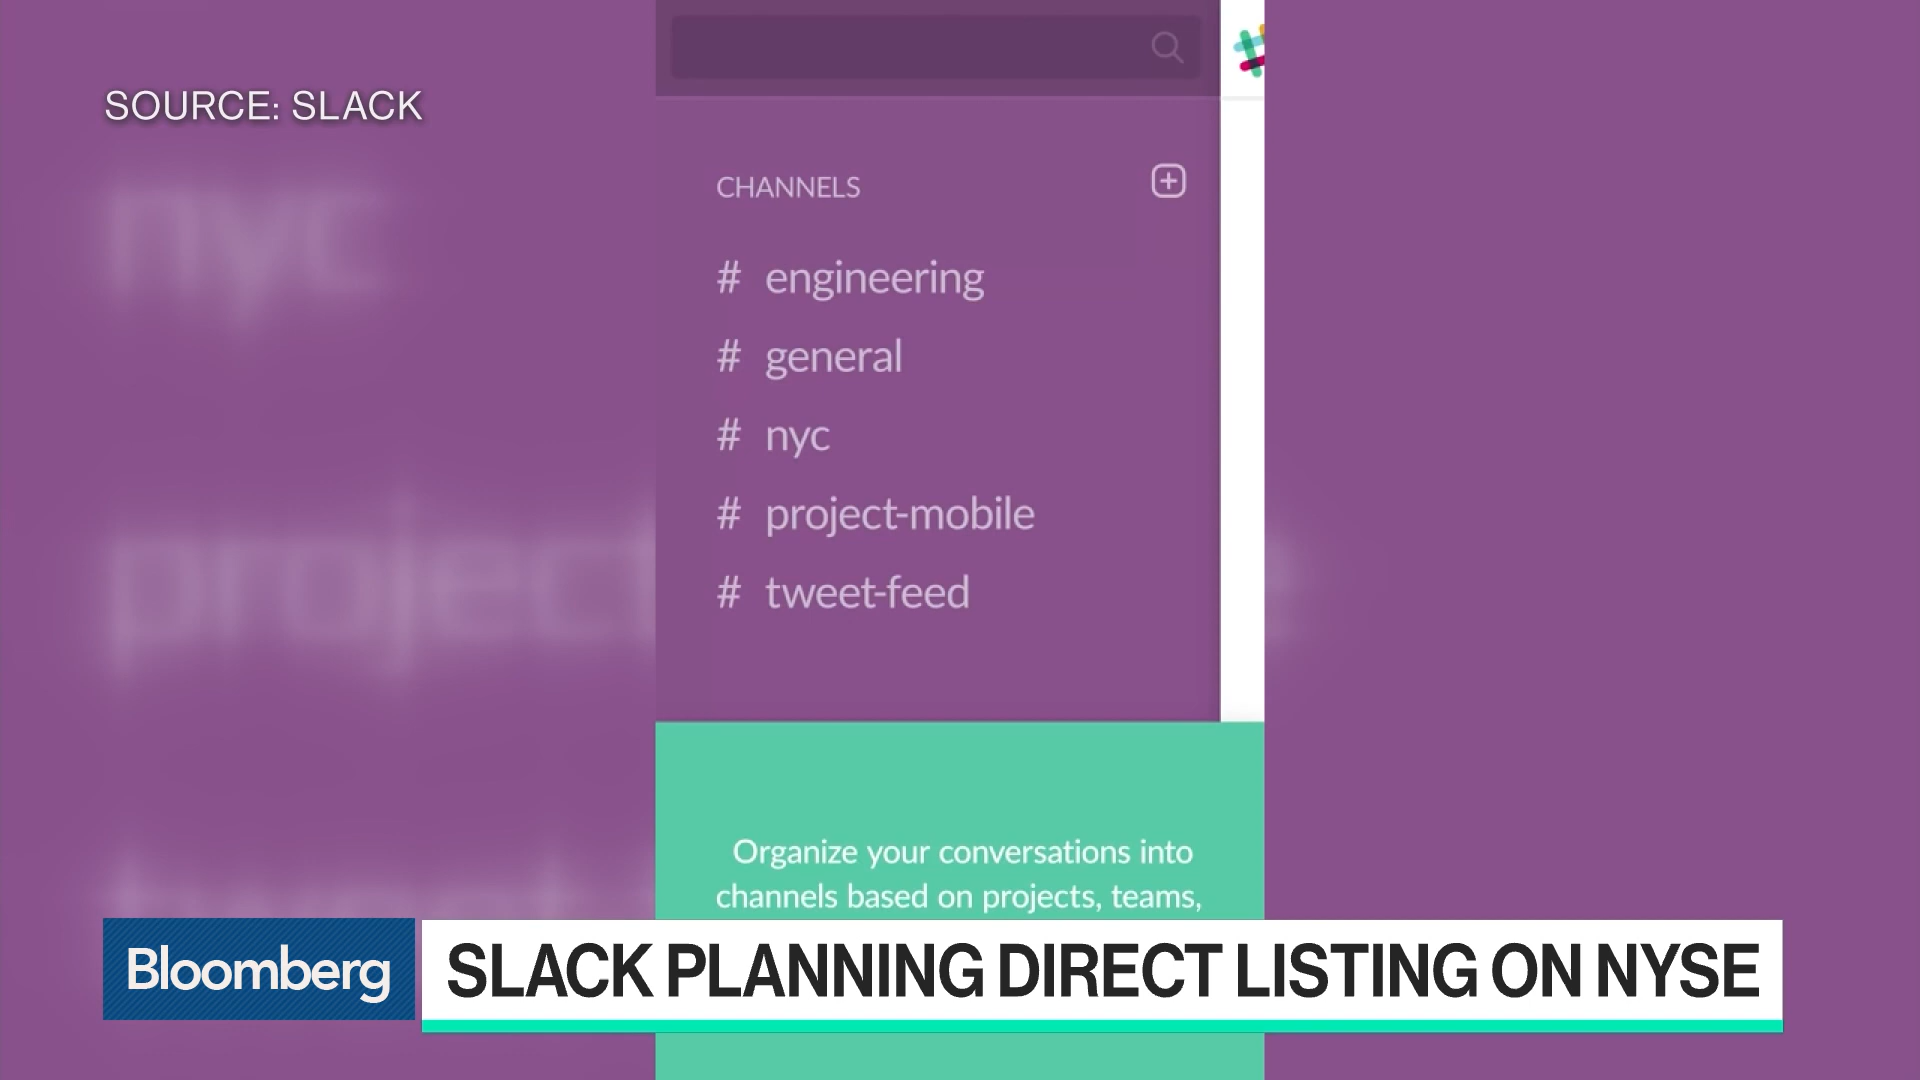 SOURCE: SLACK
CHANNELS
# engineering
# general
# nyc
# project-mobile
# tweet-feed
Organize your conversations into
channels based on projects, teams,
Bloomberg
SLACK PLANNING DIRECT LISTING ON NYSE